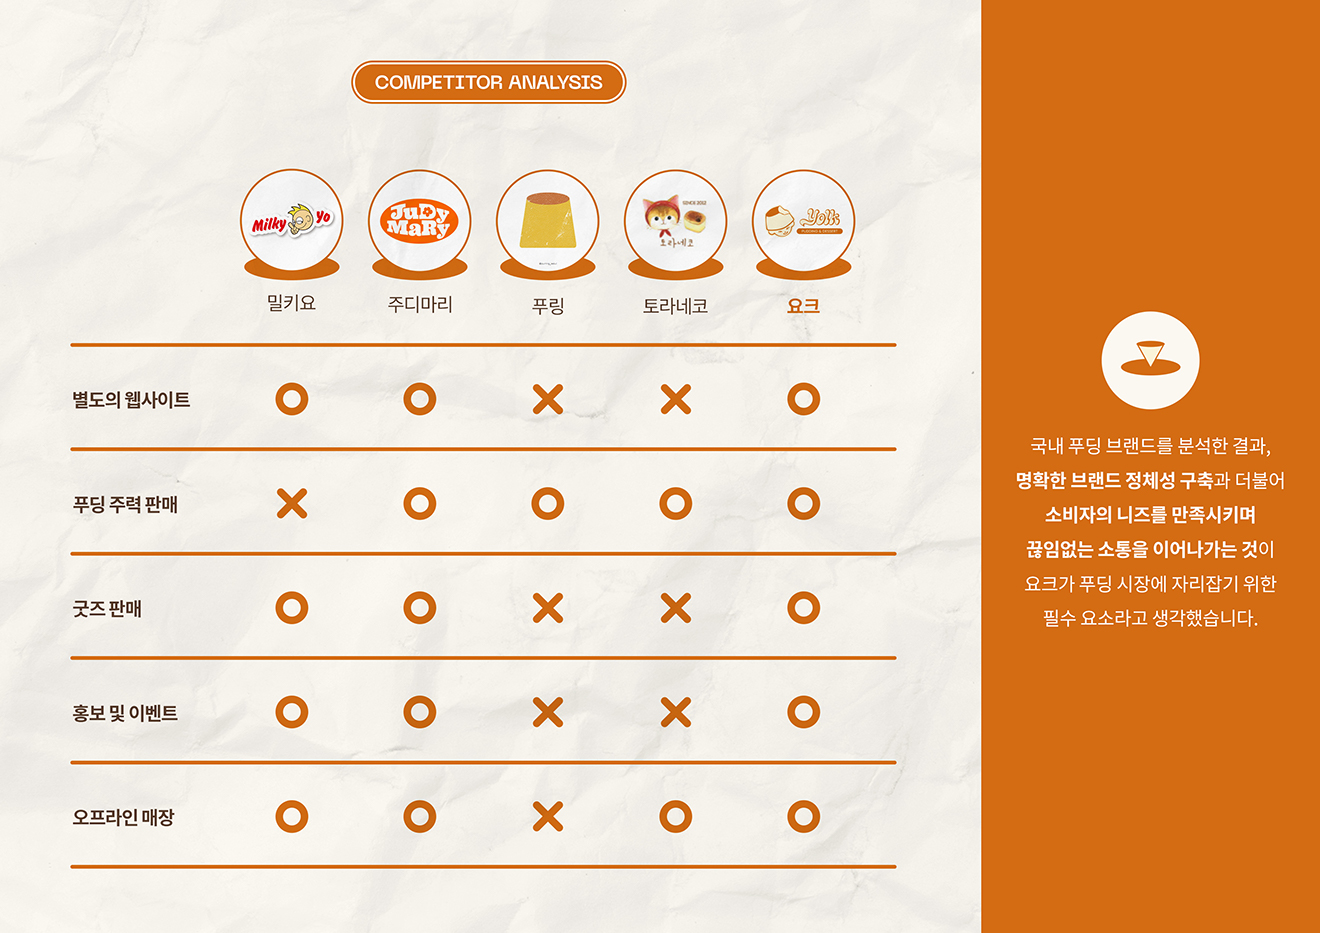 COMPETITOR ANALYSIS
Milky Yo
JuDy
MaRy
SINCE 2012
토라네코
Yolk
PUDDING & DESSERT
밀키요
주디마리
푸링
토라네코
요크
별도의 웹사이트
푸딩 주력 판매
굿즈 판매
홍보 및 이벤트
오프라인 매장
국내 푸딩 브랜드를 분석한 결과,
명확한 브랜드 정체성 구축과 더불어
소비자의 니즈를 만족시키며
끊임없는 소통을 이어나가는 것이
요크가 푸딩 시장에 자리잡기 위한
필수 요소라고 생각했습니다.